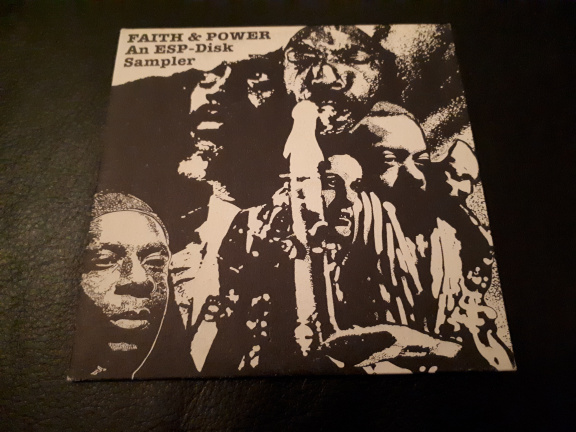 FAITH & POWER
An ESP-Disk
Sampler